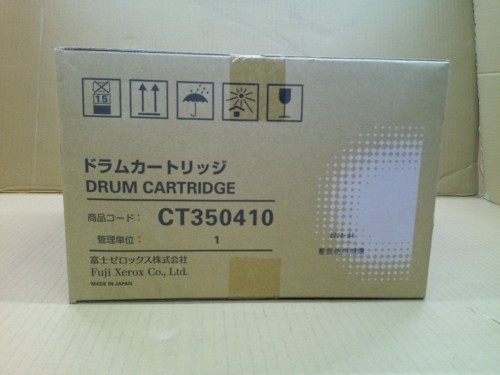 15
ドラムカートリッジ
DRUM CARTRIDGE
商品コード： CT350410
管理単位： 1
富士ゼロックス株式会社
Fuji Xerox Co., Ltd.
MADE IN JAPAN